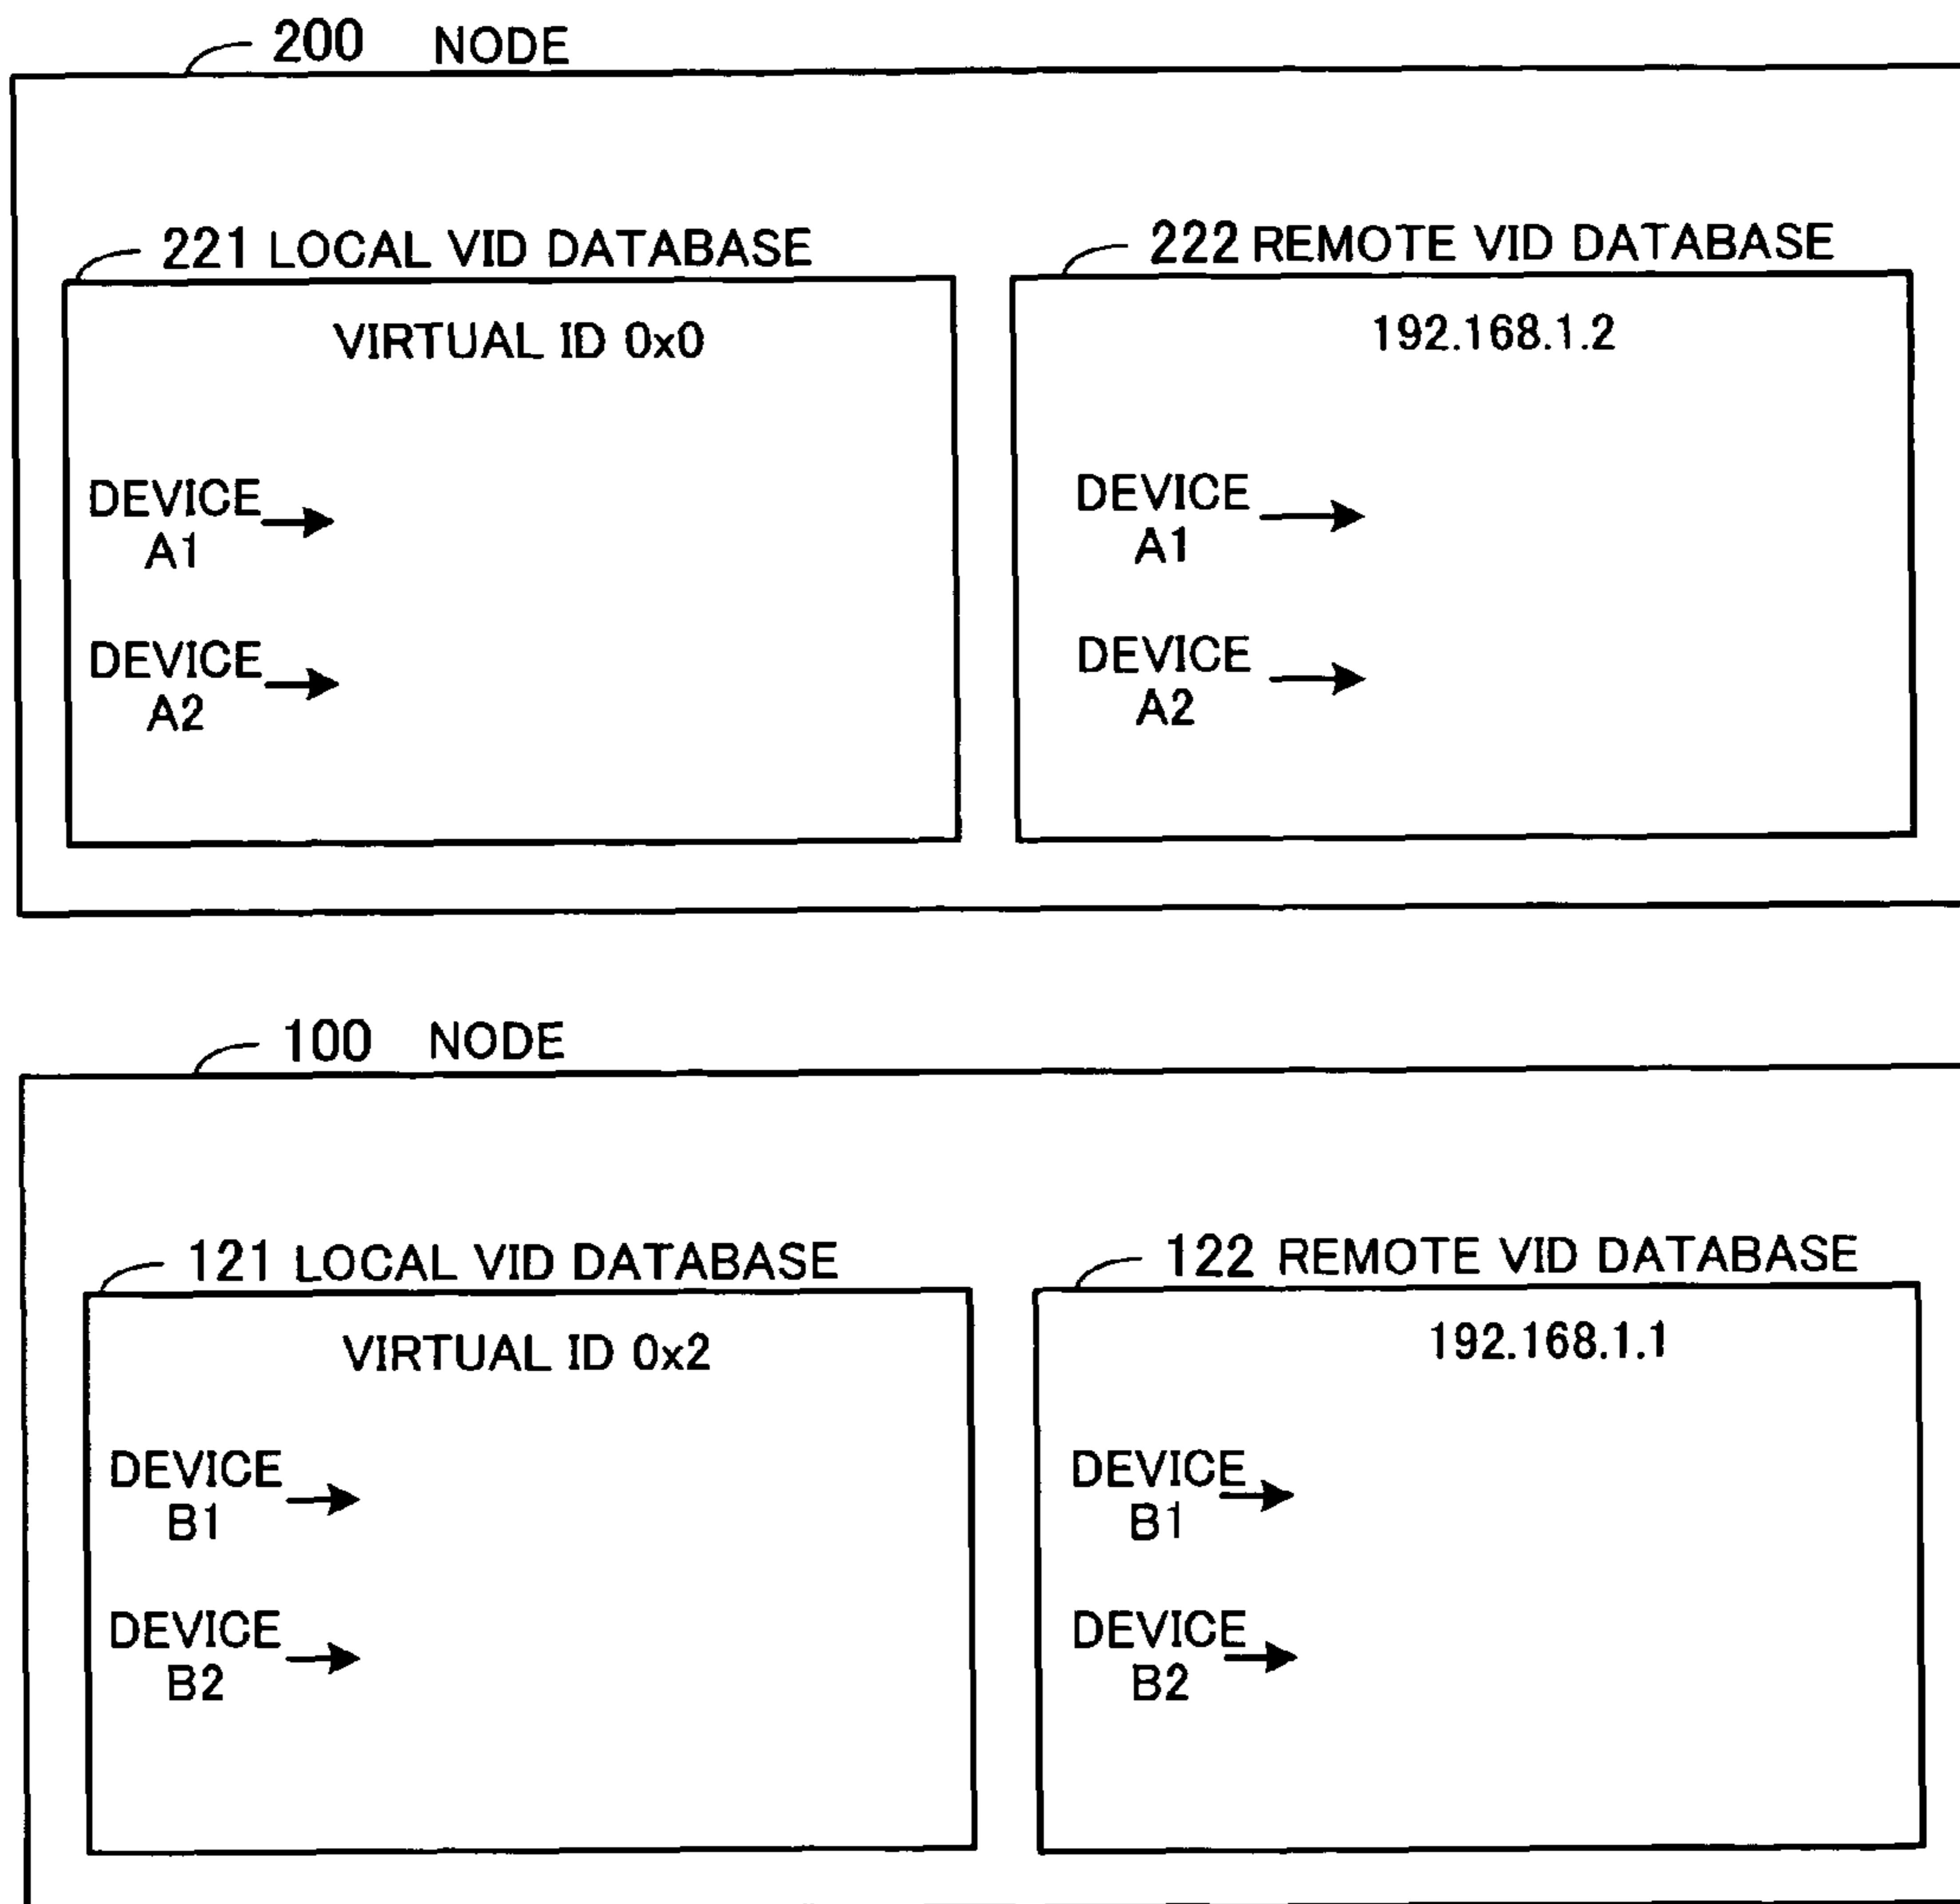 200 NODE
221 LOCAL VID DATABASE
VIRTUAL ID 0x0
DEVICE
A1
DEVICE
A2
222 REMOTE VID DATABASE
192.168.1.2
DEVICE
A1
DEVICE
A2
100 NODE
121 LOCAL VID DATABASE
VIRTUAL ID 0x2
DEVICE
B1
DEVICE
B2
122 REMOTE VID DATABASE
192.168.1.1
DEVICE
B1
DEVICE
B2